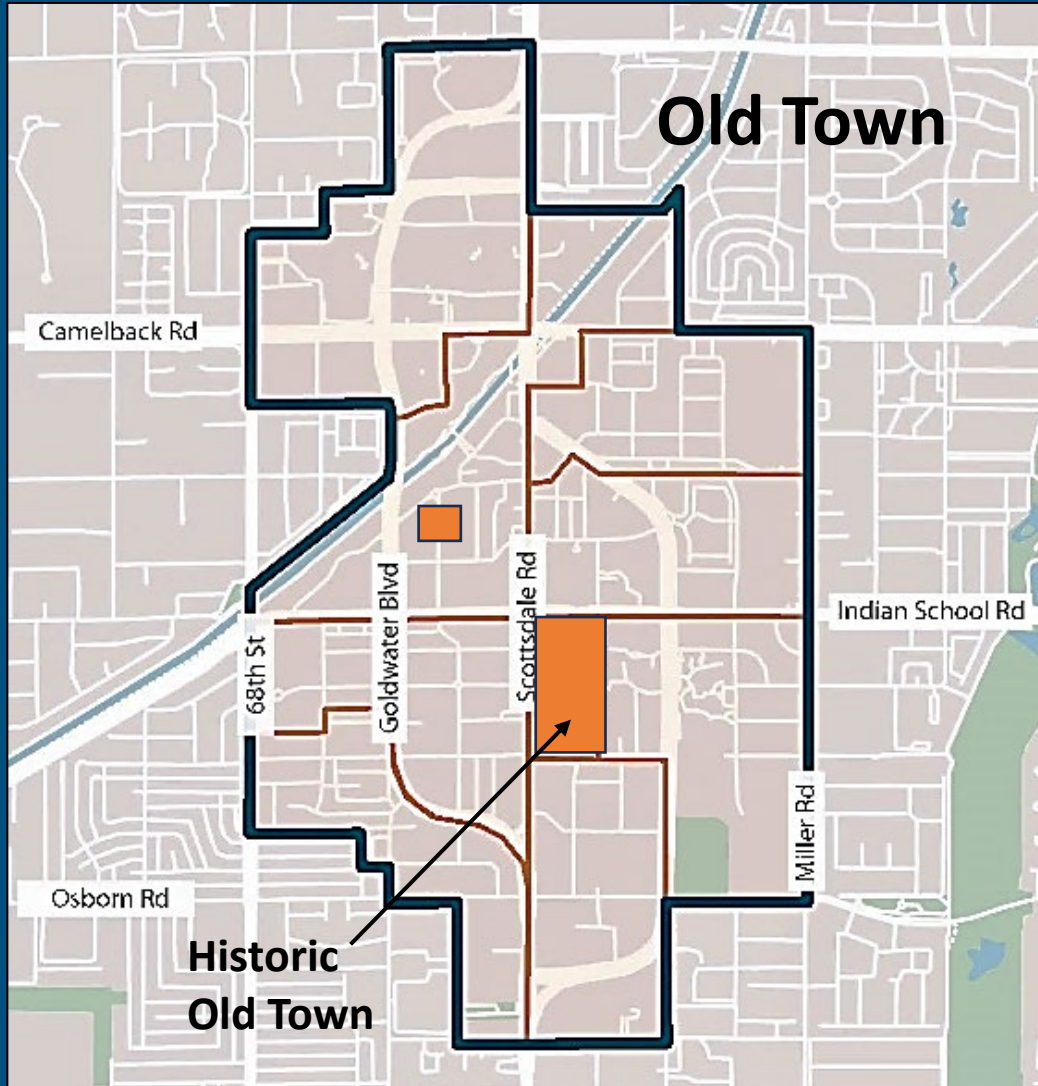 Old Town
Camelback Rd
Scottsdale Rd
Goldwater Blvd
68th St
Indian School Rd
Miller Rd
Osborn Rd
Historic
Old Town